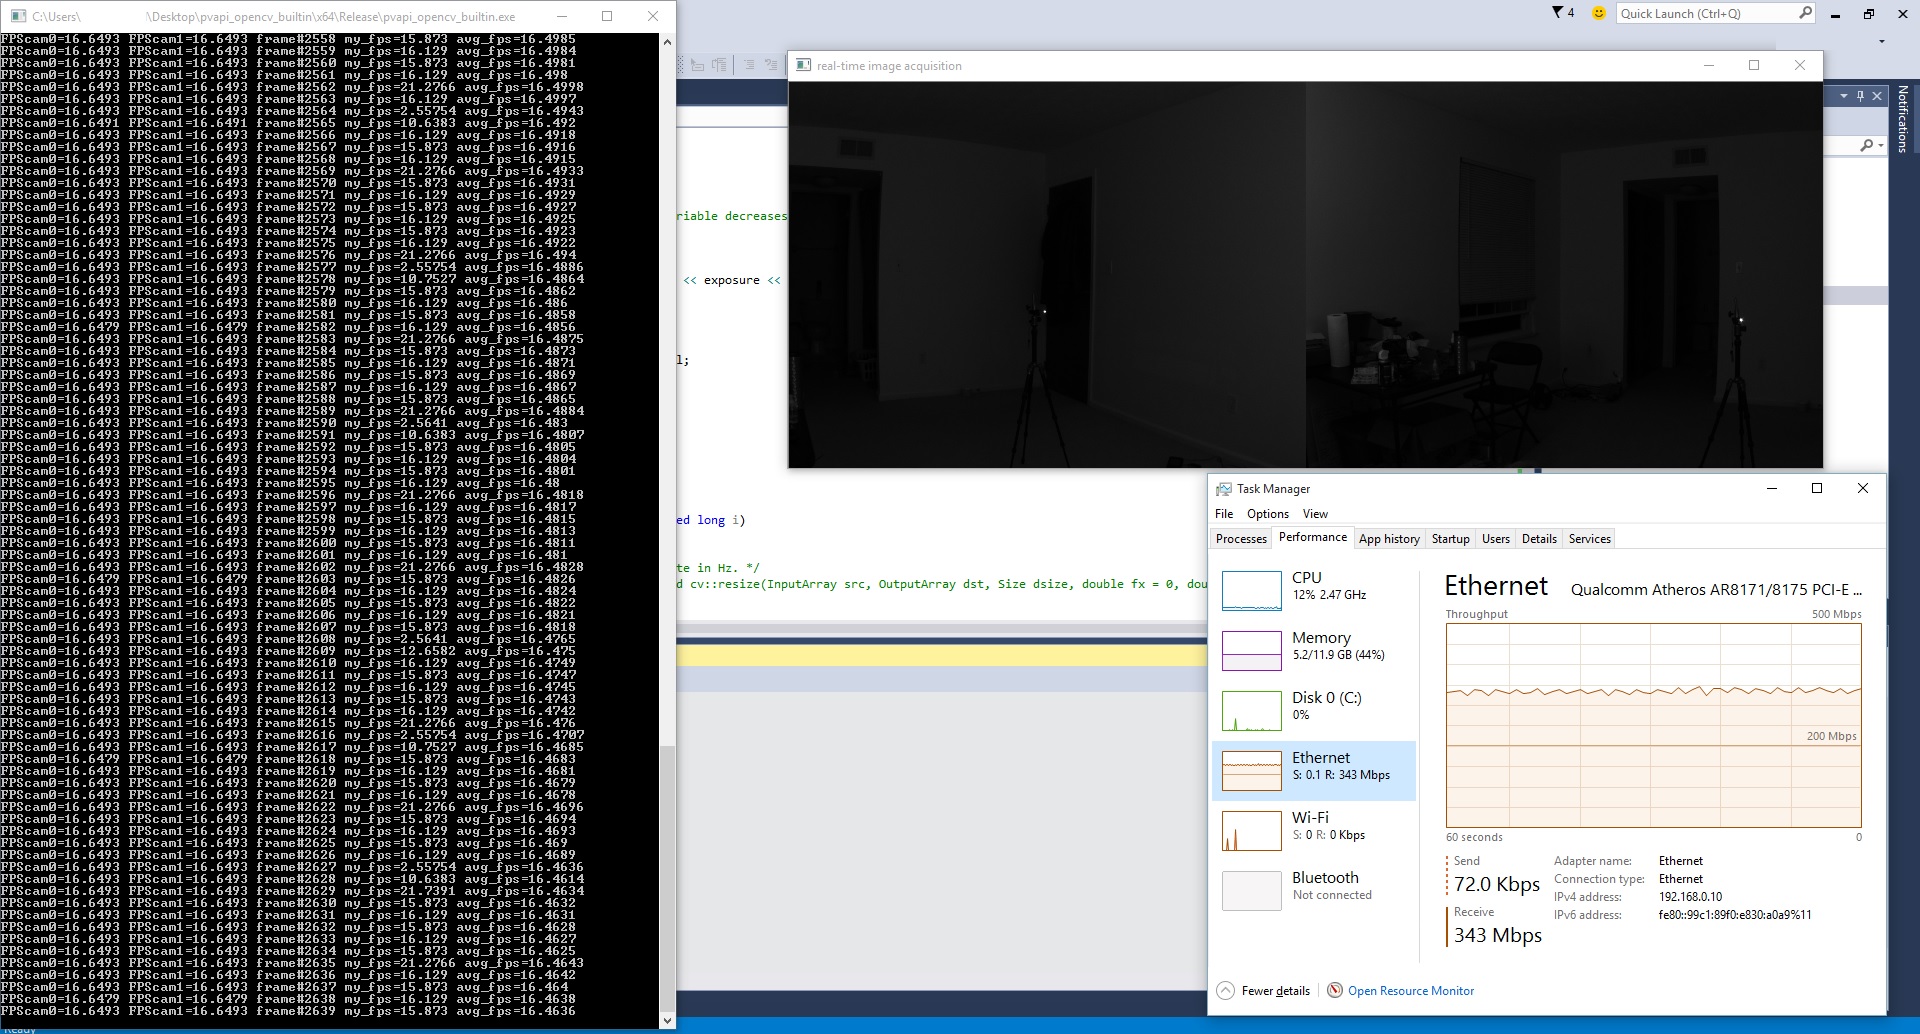 C:\Users\ \Desktop\pvapi_opencv_builtin\x64\Release\pvapi_opencv_builtin.exe
FPScam0=16.6493 FPScam1=16.6493 frame#2558 my_fps=15.873 avg_fps=16.4985
FPScam0=16.6493 FPScam1=16.6493 frame#2559 my_fps=16.129 avg_fps=16.4984
FPScam0=16.6493 FPScam1=16.6493 frame#2560 my_fps=15.873 avg_fps=16.4981
FPScam0=16.6493 FPScam1=16.6493 frame#2561 my_fps=16.129 avg_fps=16.498
FPScam0=16.6493 FPScam1=16.6493 frame#2562 my_fps=21.2766 avg_fps=16.4998
FPScam0=16.6493 FPScam1=16.6493 frame#2563 my_fps=16.129 avg_fps=16.4997
FPScam0=16.6493 FPScam1=16.6493 frame#2564 my_fps=2.55754 avg_fps=16.4943
FPScam0=16.6491 FPScam1=16.6491 frame#2565 my_fps=10.6383 avg_fps=16.492
FPScam0=16.6493 FPScam1=16.6493 frame#2566 my_fps=16.129 avg_fps=16.4918
FPScam0=16.6493 FPScam1=16.6493 frame#2567 my_fps=15.873 avg_fps=16.4916
FPScam0=16.6493 FPScam1=16.6493 frame#2568 my_fps=16.129 avg_fps=16.4915
FPScam0=16.6493 FPScam1=16.6493 frame#2569 my_fps=21.2766 avg_fps=16.4933
FPScam0=16.6493 FPScam1=16.6493 frame#2570 my_fps=15.873 avg_fps=16.4931
FPScam0=16.6493 FPScam1=16.6493 frame#2571 my_fps=16.129 avg_fps=16.4929
FPScam0=16.6493 FPScam1=16.6493 frame#2572 my_fps=15.873 avg_fps=16.4927
FPScam0=16.6493 FPScam1=16.6493 frame#2573 my_fps=16.129 avg_fps=16.4925
FPScam0=16.6493 FPScam1=16.6493 frame#2574 my_fps=15.873 avg_fps=16.4923
FPScam0=16.6493 FPScam1=16.6493 frame#2575 my_fps=16.129 avg_fps=16.4922
FPScam0=16.6493 FPScam1=16.6493 frame#2576 my_fps=21.2766 avg_fps=16.494
FPScam0=16.6493 FPScam1=16.6493 frame#2577 my_fps=2.55754 avg_fps=16.4886
FPScam0=16.6493 FPScam1=16.6493 frame#2578 my_fps=10.7527 avg_fps=16.4864
FPScam0=16.6493 FPScam1=16.6493 frame#2579 my_fps=15.873 avg_fps=16.4862
FPScam0=16.6493 FPScam1=16.6493 frame#2580 my_fps=16.129 avg_fps=16.486
FPScam0=16.6493 FPScam1=16.6493 frame#2581 my_fps=15.873 avg_fps=16.4858
FPScam0=16.6479 FPScam1=16.6479 frame#2582 my_fps=16.129 avg_fps=16.4856
FPScam0=16.6493 FPScam1=16.6493 frame#2583 my_fps=21.2766 avg_fps=16.4875
FPScam0=16.6493 FPScam1=16.6493 frame#2584 my_fps=15.873 avg_fps=16.4873
FPScam0=16.6493 FPScam1=16.6493 frame#2585 my_fps=16.129 avg_fps=16.4871
FPScam0=16.6493 FPScam1=16.6493 frame#2586 my_fps=15.873 avg_fps=16.4869
FPScam0=16.6493 FPScam1=16.6493 frame#2587 my_fps=16.129 avg_fps=16.4867
FPScam0=16.6493 FPScam1=16.6493 frame#2588 my_fps=15.873 avg_fps=16.4865
FPScam0=16.6493 FPScam1=16.6493 frame#2589 my_fps=21.2766 avg_fps=16.4884
FPScam0=16.6493 FPScam1=16.6493 frame#2590 my_fps=2.5641 avg_fps=16.483
FPScam0=16.6493 FPScam1=16.6493 frame#2591 my_fps=10.6383 avg_fps=16.4807
FPScam0=16.6493 FPScam1=16.6493 frame#2592 my_fps=15.873 avg_fps=16.4805
FPScam0=16.6493 FPScam1=16.6493 frame#2593 my_fps=16.129 avg_fps=16.4804
FPScam0=16.6493 FPScam1=16.6493 frame#2594 my_fps=15.873 avg_fps=16.4801
FPScam0=16.6493 FPScam1=16.6493 frame#2595 my_fps=16.129 avg_fps=16.48
FPScam0=16.6493 FPScam1=16.6493 frame#2596 my_fps=21.2766 avg_fps=16.4818
FPScam0=16.6493 FPScam1=16.6493 frame#2597 my_fps=16.129 avg_fps=16.4817
FPScam0=16.6493 FPScam1=16.6493 frame#2598 my_fps=15.873 avg_fps=16.4815
FPScam0=16.6493 FPScam1=16.6493 frame#2599 my_fps=16.129 avg_fps=16.4813
FPScam0=16.6493 FPScam1=16.6493 frame#2600 my_fps=15.873 avg_fps=16.4811
FPScam0=16.6493 FPScam1=16.6493 frame#2601 my_fps=16.129 avg_fps=16.481
FPScam0=16.6493 FPScam1=16.6493 frame#2602 my_fps=21.2766 avg_fps=16.4828
FPScam0=16.6479 FPScam1=16.6479 frame#2603 my_fps=15.873 avg_fps=16.4826
FPScam0=16.6493 FPScam1=16.6493 frame#2604 my_fps=16.129 avg_fps=16.4824
FPScam0=16.6493 FPScam1=16.6493 frame#2605 my_fps=15.873 avg_fps=16.4822
FPScam0=16.6493 FPScam1=16.6493 frame#2606 my_fps=16.129 avg_fps=16.4821
FPScam0=16.6493 FPScam1=16.6493 frame#2607 my_fps=15.873 avg_fps=16.4818
FPScam0=16.6493 FPScam1=16.6493 frame#2608 my_fps=2.5641 avg_fps=16.4765
FPScam0=16.6493 FPScam1=16.6493 frame#2609 my_fps=12.6582 avg_fps=16.475
FPScam0=16.6493 FPScam1=16.6493 frame#2610 my_fps=16.129 avg_fps=16.4749
FPScam0=16.6493 FPScam1=16.6493 frame#2611 my_fps=15.873 avg_fps=16.4747
FPScam0=16.6493 FPScam1=16.6493 frame#2612 my_fps=16.129 avg_fps=16.4745
FPScam0=16.6493 FPScam1=16.6493 frame#2613 my_fps=15.873 avg_fps=16.4743
FPScam0=16.6493 FPScam1=16.6493 frame#2614 my_fps=16.129 avg_fps=16.4742
FPScam0=16.6493 FPScam1=16.6493 frame#2615 my_fps=21.2766 avg_fps=16.476
FPScam0=16.6493 FPScam1=16.6493 frame#2616 my_fps=2.55754 avg_fps=16.4707
FPScam0=16.6493 FPScam1=16.6493 frame#2617 my_fps=10.7527 avg_fps=16.4685
FPScam0=16.6479 FPScam1=16.6479 frame#2618 my_fps=15.873 avg_fps=16.4683
FPScam0=16.6493 FPScam1=16.6493 frame#2619 my_fps=16.129 avg_fps=16.4681
FPScam0=16.6493 FPScam1=16.6493 frame#2620 my_fps=15.873 avg_fps=16.4679
FPScam0=16.6493 FPScam1=16.6493 frame#2621 my_fps=16.129 avg_fps=16.4678
FPScam0=16.6493 FPScam1=16.6493 frame#2622 my_fps=21.2766 avg_fps=16.4696
FPScam0=16.6493 FPScam1=16.6493 frame#2623 my_fps=15.873 avg_fps=16.4694
FPScam0=16.6493 FPScam1=16.6493 frame#2624 my_fps=16.129 avg_fps=16.4693
FPScam0=16.6493 FPScam1=16.6493 frame#2625 my_fps=15.873 avg_fps=16.469
FPScam0=16.6493 FPScam1=16.6493 frame#2626 my_fps=16.129 avg_fps=16.4689
FPScam0=16.6493 FPScam1=16.6493 frame#2627 my_fps=2.55754 avg_fps=16.4636
FPScam0=16.6493 FPScam1=16.6493 frame#2628 my_fps=10.6383 avg_fps=16.4614
FPScam0=16.6493 FPScam1=16.6493 frame#2629 my_fps=21.7391 avg_fps=16.4634
FPScam0=16.6493 FPScam1=16.6493 frame#2630 my_fps=15.873 avg_fps=16.4632
FPScam0=16.6493 FPScam1=16.6493 frame#2631 my_fps=16.129 avg_fps=16.4631
FPScam0=16.6493 FPScam1=16.6493 frame#2632 my_fps=15.873 avg_fps=16.4628
FPScam0=16.6493 FPScam1=16.6493 frame#2633 my_fps=16.129 avg_fps=16.4627
FPScam0=16.6493 FPScam1=16.6493 frame#2634 my_fps=15.873 avg_fps=16.4625
FPScam0=16.6493 FPScam1=16.6493 frame#2635 my_fps=21.2766 avg_fps=16.4643
FPScam0=16.6493 FPScam1=16.6493 frame#2636 my_fps=16.129 avg_fps=16.4642
FPScam0=16.6493 FPScam1=16.6493 frame#2637 my_fps=15.873 avg_fps=16.464
FPScam0=16.6479 FPScam1=16.6479 frame#2638 my_fps=16.129 avg_fps=16.4638
FPScam0=16.6493 FPScam1=16.6493 frame#2639 my_fps=15.873 avg_fps=16.4636
Ready
4
Quick Launch (Ctrl+Q)
Notifications
real-time image acquisition
riable decreases
<< exposure <<
l;
ed long i)
te in Hz. */
d cv::resize(InputArray src, OutputArray dst, Size dsize, double fx = 0, dou
Task Manager
File Options View
Processes Performance App history Startup Users Details Services
CPU
12% 2.47 GHz
Memory
5.2/11.9 GB (44%)
Disk 0 (C:)
0%
Ethernet
S: 0.1 R: 343 Mbps
Wi-Fi
S: 0 R: 0 Kbps
Bluetooth
Not connected
Ethernet Qualcomm Atheros AR8171/8175 PCI-E ...
Throughput 500 Mbps
200 Mbps
60 seconds 0
Send
72.0 Kbps
Receive
343 Mbps
Adapter name: Ethernet
Connection type: Ethernet
IPv4 address: 192.168.0.10
IPv6 address: fe80::99c1:89f0:e830:a0a9%11
Fewer details Open Resource Monitor